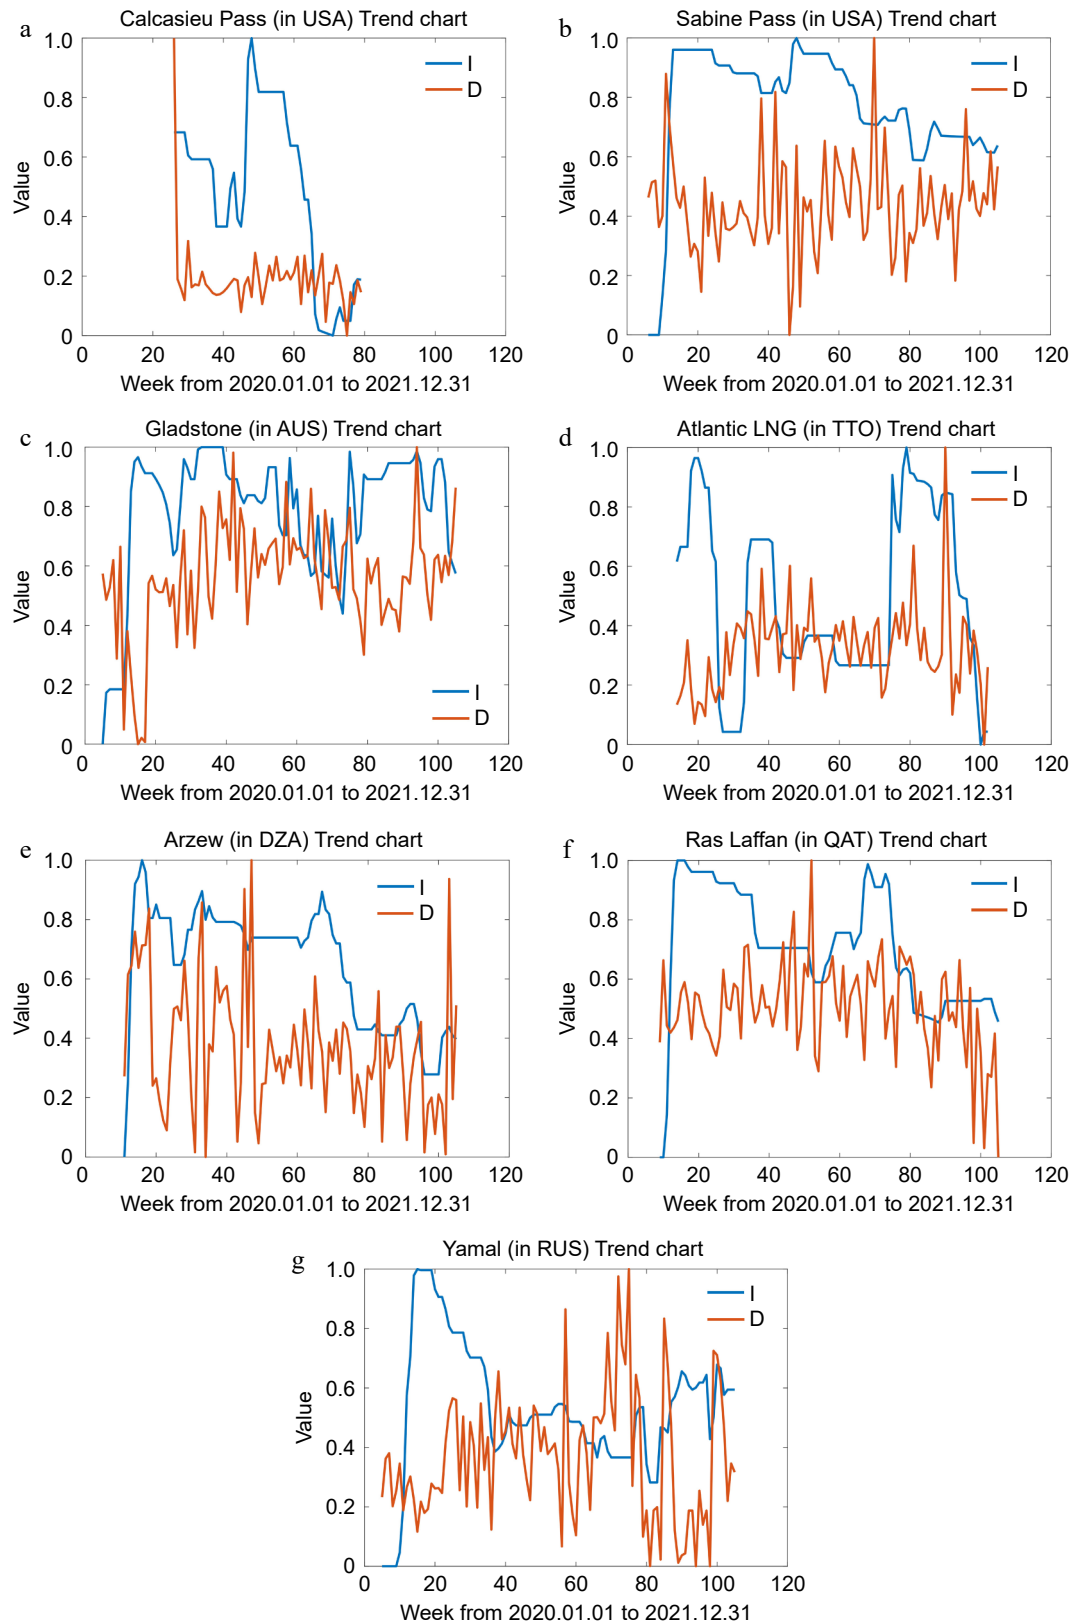 a
Calcasieu Pass (in USA) Trend chart
1.0
0.8
0.6
0.4
0.2
0
Value
I
D
0 20 40 60 80 100 120
Week from 2020.01.01 to 2021.12.31
b
Sabine Pass (in USA) Trend chart
1.0
0.8
0.6
0.4
0.2
0
Value
I
D
0 20 40 60 80 100 120
Week from 2020.01.01 to 2021.12.31
c
Gladstone (in AUS) Trend chart
1.0
0.8
0.6
0.4
0.2
0
Value
I
D
0 20 40 60 80 100 120
Week from 2020.01.01 to 2021.12.31
d
Atlantic LNG (in TTO) Trend chart
1.0
0.8
0.6
0.4
0.2
0
Value
I
D
0 20 40 60 80 100 120
Week from 2020.01.01 to 2021.12.31
e
Arzew (in DZA) Trend chart
1.0
0.8
0.6
0.4
0.2
0
Value
I
D
0 20 40 60 80 100 120
Week from 2020.01.01 to 2021.12.31
f
Ras Laffan (in QAT) Trend chart
1.0
0.8
0.6
0.4
0.2
0
Value
I
D
0 20 40 60 80 100 120
Week from 2020.01.01 to 2021.12.31
g
Yamal (in RUS) Trend chart
1.0
0.8
0.6
0.4
0.2
0
Value
I
D
0 20 40 60 80 100 120
Week from 2020.01.01 to 2021.12.31